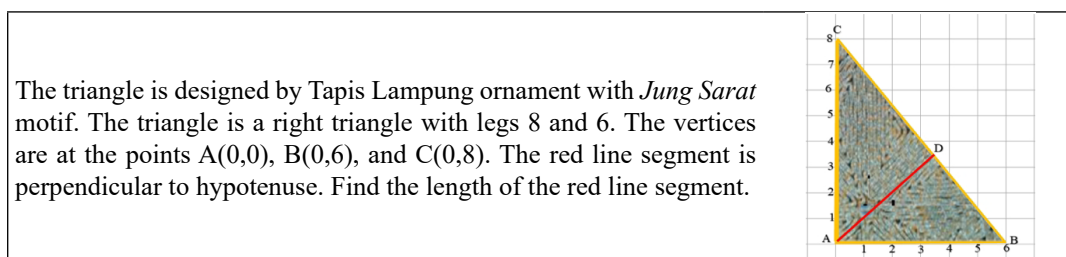 The triangle is designed by Tapis Lampung ornament with Jung Sarat
motif. The triangle is a right triangle with legs 8 and 6. The vertices
are at the points A(0,0), B(0,6), and C(0,8). The red line segment is
perpendicular to hypotenuse. Find the length of the red line segment.
C
8
7
6
5
4
D
3
2
1
A
B
1 2 3 4 5 6